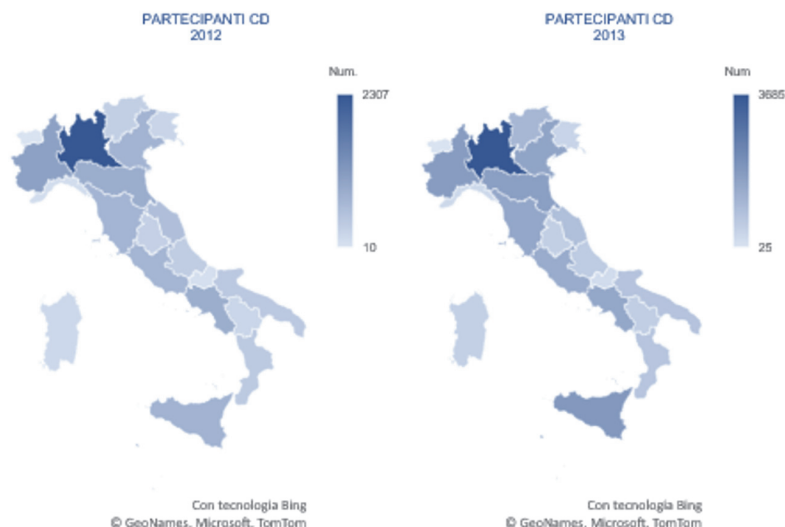 PARTECIPANTI CD
2012
Num.
2307
10
Con tecnologia Bing
© GeoNames, Microsoft, TomTom
PARTECIPANTI CD
2013
Num
3685
25
Con tecnologia Bing
© GeoNames, Microsoft, TomTom